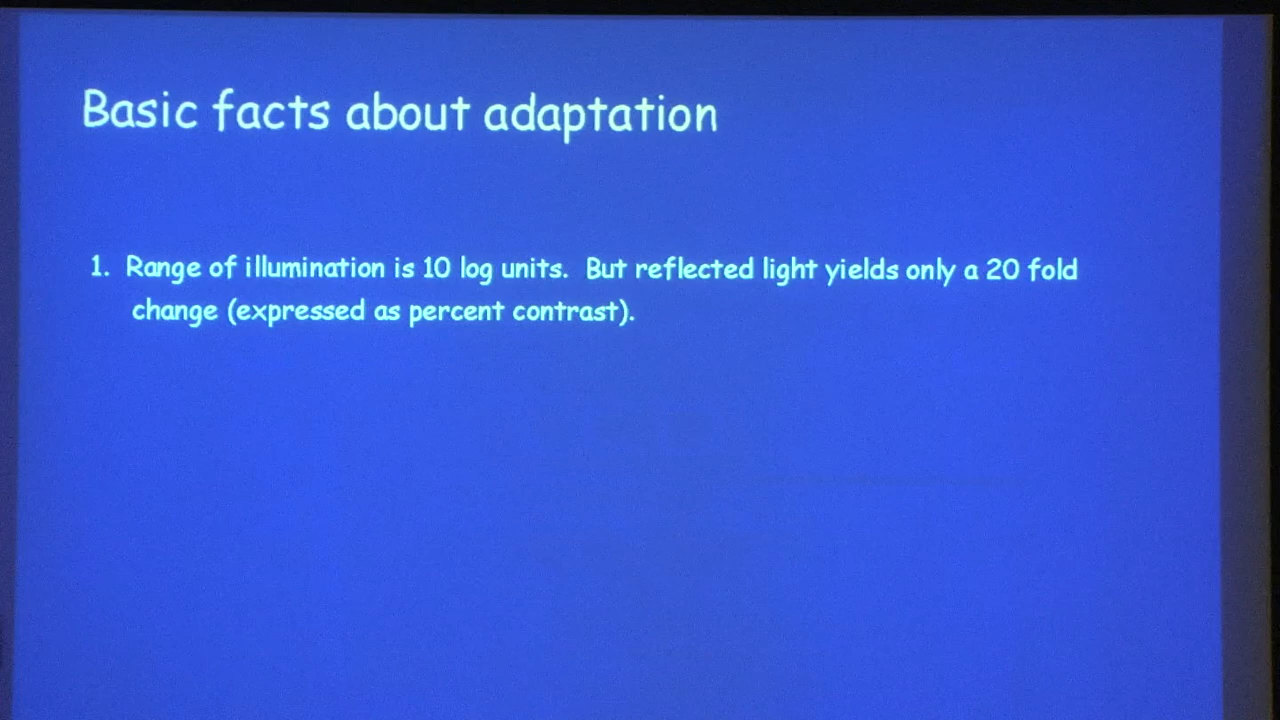 Basic facts about adaptation
1. Range of illumination is 10 log units. But reflected light yields only a 20 fold
change (expressed as percent contrast).